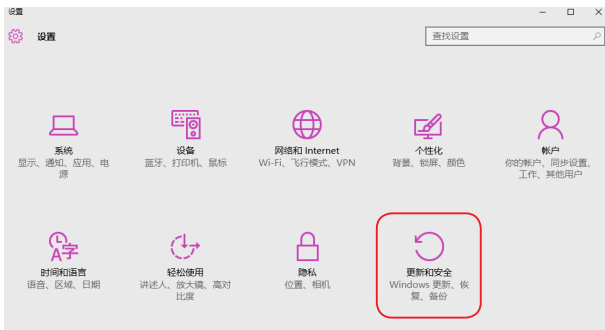 设置
设置
查找设置
系统
显示、通知、应用、电
源
设备
蓝牙、打印机、鼠标
网络和 Internet
Wi-Fi、飞行模式、VPN
个性化
背景、锁屏、颜色
帐户
你的帐户、同步设置、
工作、其他用户
A字
时间和语言
语音、区域、日期
轻松使用
讲述人、放大镜、高对
比度
隐私
位置、相机
更新和安全
Windows 更新、恢
复、备份